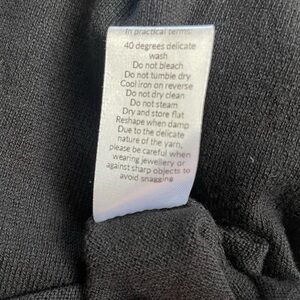 In practical terms:
40 degrees delicate
wash
Do not bleach
Do not tumble dry
Cool iron on reverse
Do not dry clean
Do not steam
Dry and store flat
Reshape when damp
Due to the delicate
nature of the yarn,
please be careful when
wearing jewellery or
against sharp objects to
avoid snagging